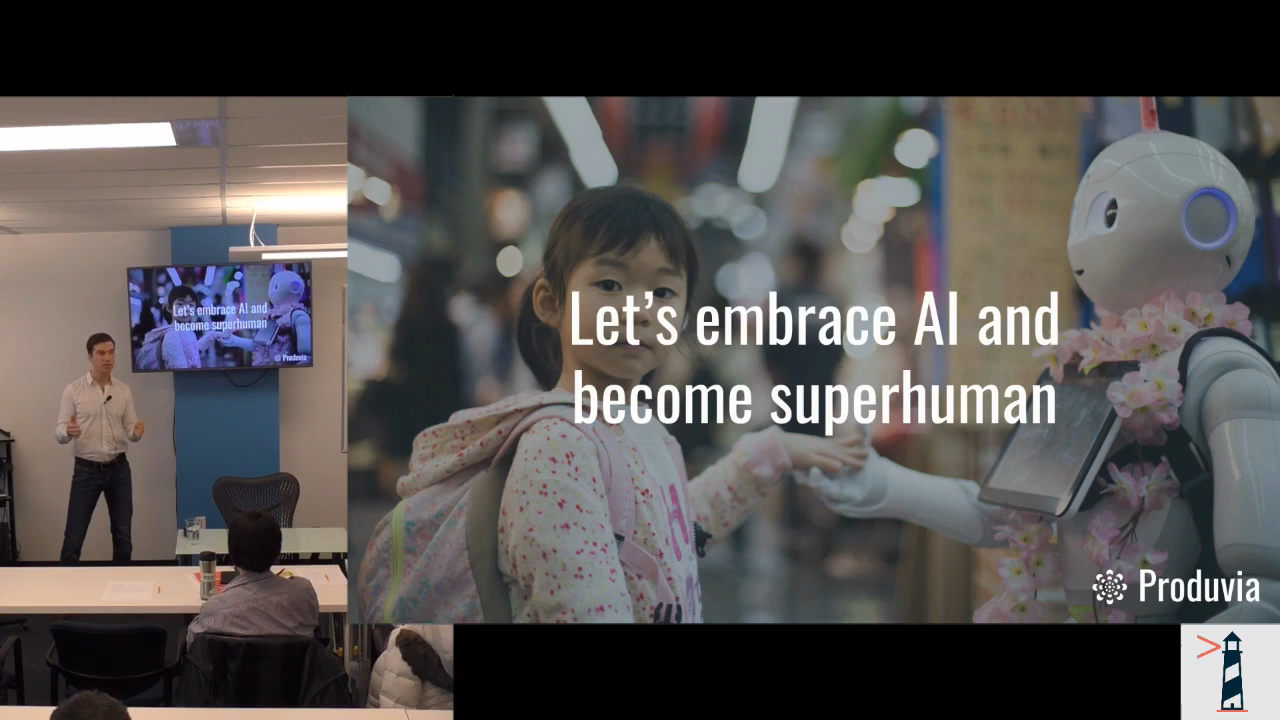 Let's embrace AI and
become superhuman
Produvia
Let's embrace AI and
become superhuman
Produvia
>